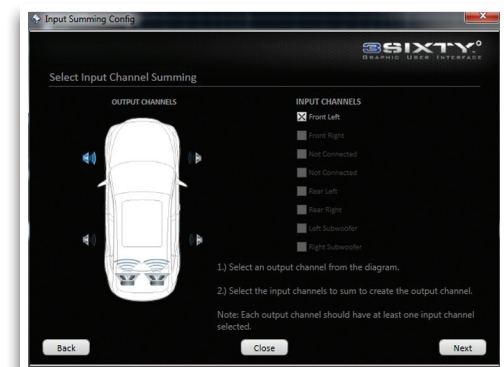 Input Summing Config
3SIXTY.°
GRAPHIC USER INTERFACE
Select Input Channel Summing
OUTPUT CHANNELS
INPUT CHANNELS
Front Left
Front Right
Not Connected
Not Connected
Rear Left
Rear Right
Left Subwoofer
Right Subwoofer
1.) Select an output channel from the diagram.
2.) Select the input channels to sum to create the output channel.
Note: Each output channel should have at least one input channel
selected.
Back
Close
Next